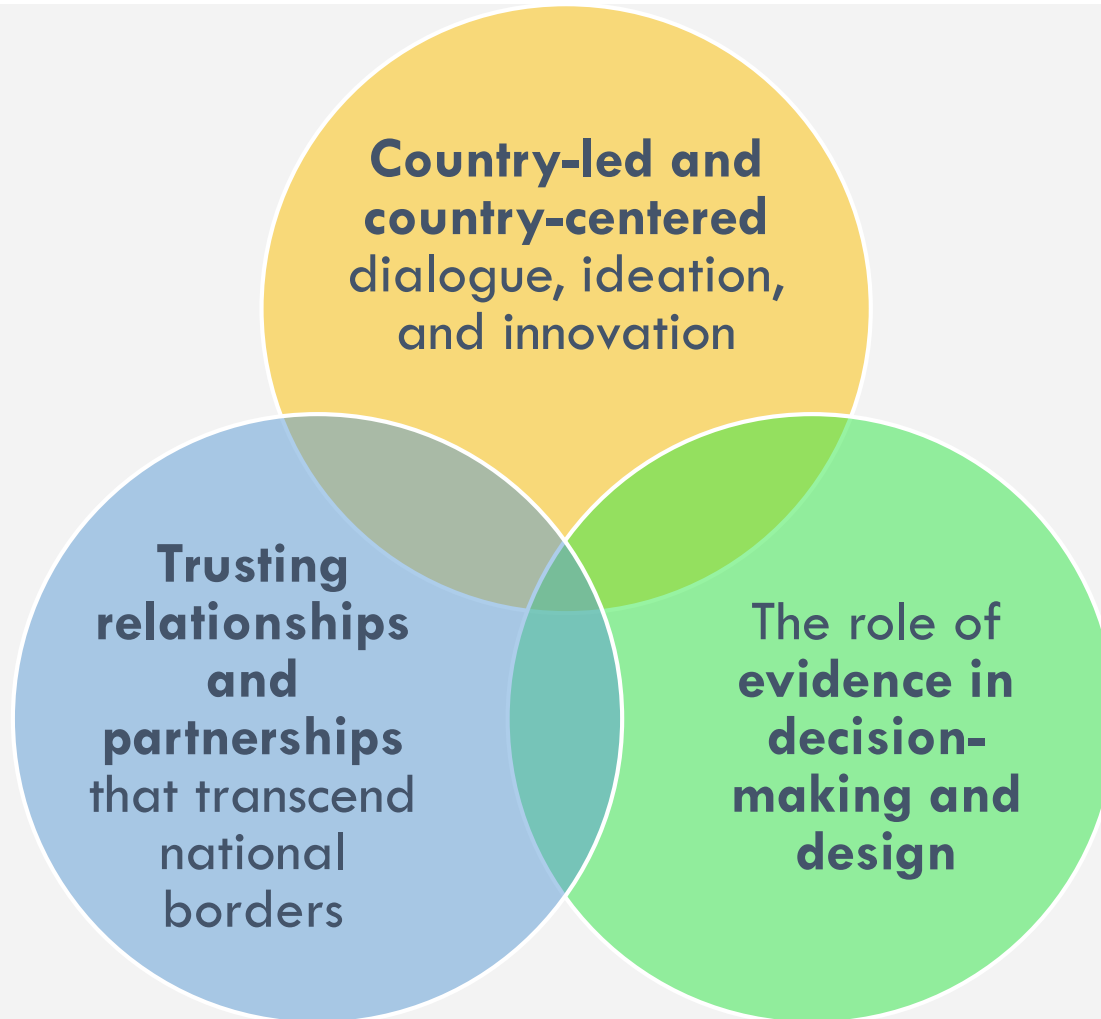 Country-led and
country-centered
dialogue, ideation,
and innovation
Trusting
relationships
and
partnerships
that transcend
national
borders
The role of
evidence in
decision-
making and
design